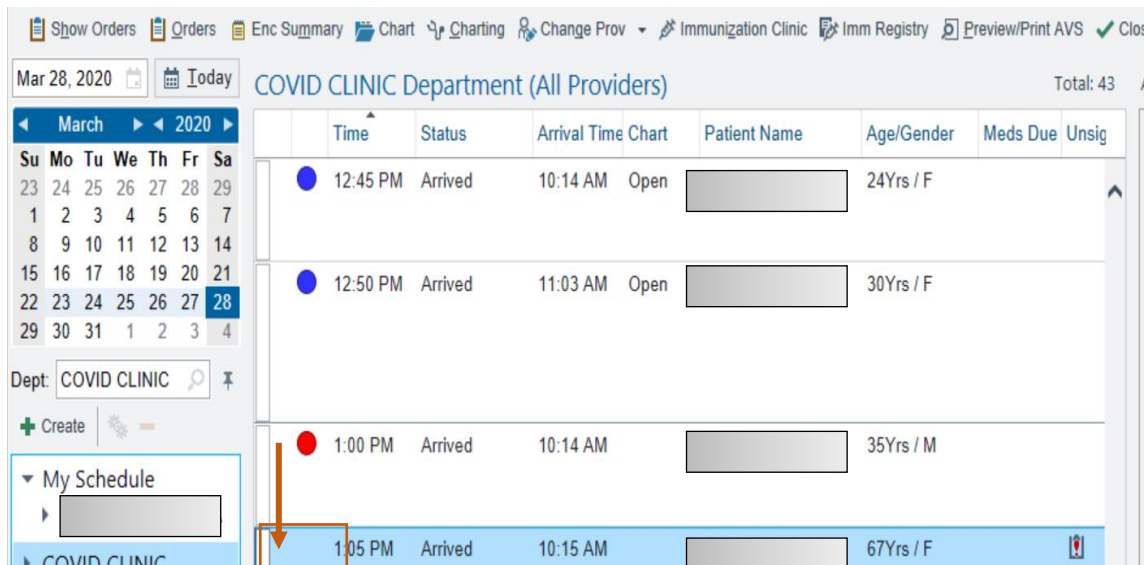 Show Orders Orders Enc Summary Chart Charting Change Prov Immunization Clinic Imm Registry Preview/Print AVS
Mar 28, 2020 Today
COVID CLINIC Department (All Providers) Total: 43
March 2020
Time Status Arrival Time Chart Patient Name Age/Gender Meds Due Unsig
Su Mo Tu We Th Fr Sa
23 24 25 26 27 28 29
1 2 3 4 5 6 7
8 9 10 11 12 13 14
15 16 17 18 19 20 21
22 23 24 25 26 27 28
29 30 31 1 2 3 4
12:45 PM Arrived 10:14 AM Open 24Yrs / F
12:50 PM Arrived 11:03 AM Open 30Yrs / F
Dept: COVID CLINIC
Create
1:00 PM Arrived 10:14 AM 35Yrs / M
My Schedule
1:05 PM Arrived 10:15 AM 67Yrs / F
COVID CLINIC